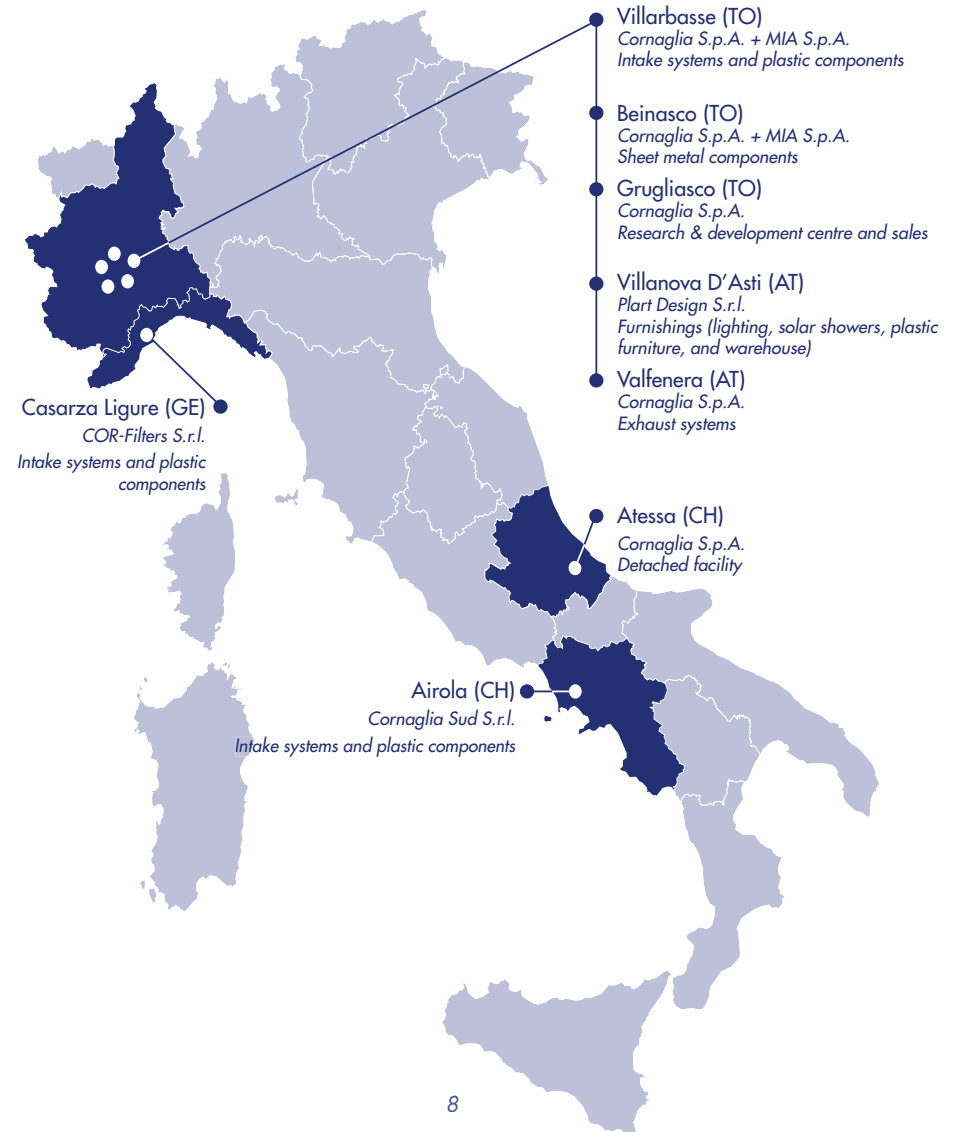 Villarbasse (TO)
Cornaglia S.p.A. + MIA S.p.A.
Intake systems and plastic components
Beinasco (TO)
Cornaglia S.p.A. + MIA S.p.A.
Sheet metal components
Grugliasco (TO)
Cornaglia S.p.A.
Research & development centre and sales
Villanova D'Asti (AT)
Plart Design S.r.l.
Furnishings (lighting, solar showers, plastic
furniture, and warehouse)
Valfenera (AT)
Cornaglia S.p.A.
Exhaust systems
Casarza Ligure (GE)
COR-Filters S.r.l.
Intake systems and plastic
components
Atessa (CH)
Cornaglia S.p.A.
Detached facility
Airola (CH)
Cornaglia Sud S.r.l.
Intake systems and plastic components
8